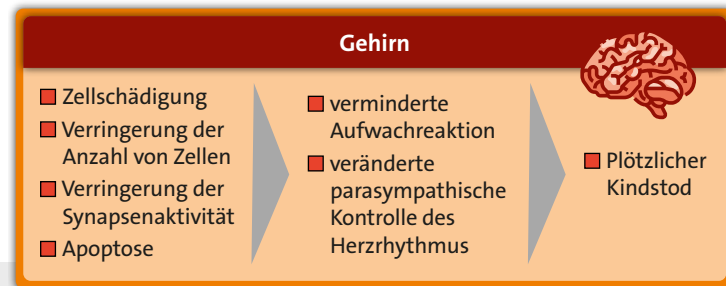 Gehirn
Zellschädigung
Verringerung der
Anzahl von Zellen
Verringerung der
Synapsenaktivität
Apoptose
verminderte
Aufwachreaktion
veränderte
parasympathische
Kontrolle des
Herzrhythmus
Plötzlicher
Kindstod